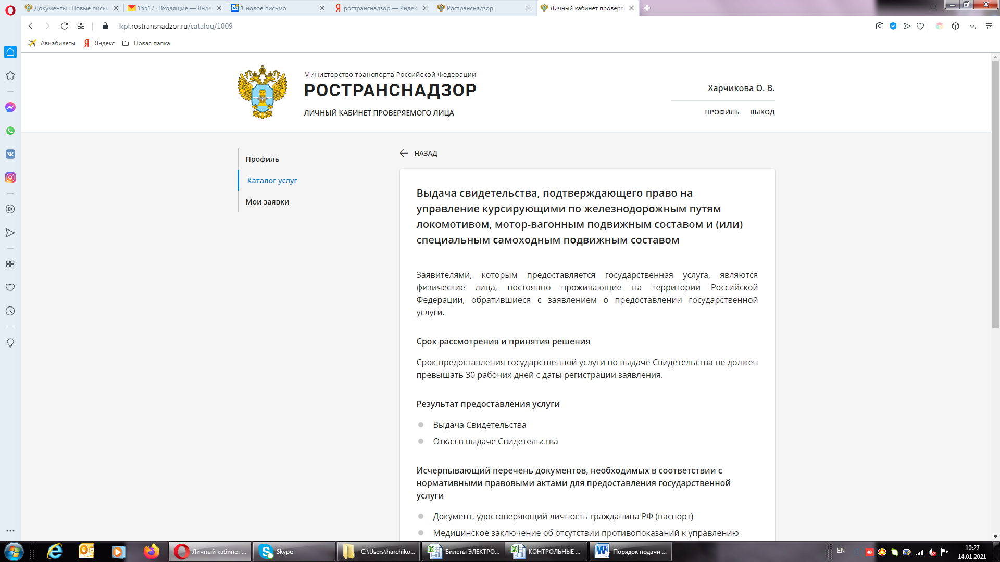 Документы : Новые письм
15517 · Входящие — Янде
1 новое письмо
ространснадзор — Яндекс
Ространснадзор
Личный кабинет проверя
lkpl.rostransnadzor.ru/catalog/1009
Авиабилеты
Яндекс
Новая папка
Министерство транспорта Российской Федерации
РОСТРАНСНАДЗОР
ЛИЧНЫЙ КАБИНЕТ ПРОВЕРЯЕМОГО ЛИЦА
Харчикова О. В.
ПРОФИЛЬ ВЫХОД
Профиль
Каталог услуг
Мои заявки
НАЗАД
Выдача свидетельства, подтверждающего право на
управление курсирующими по железнодорожным путям
локомотивом, мотор-вагонным подвижным составом и (или)
специальным самоходным подвижным составом
Заявителями, которым предоставляется государственная услуга, являются
физические лица, постоянно проживающие на территории Российской
Федерации, обратившиеся с заявлением о предоставлении государственной
услуги.
Срок рассмотрения и принятия решения
Срок предоставления государственной услуги по выдаче Свидетельства не должен
превышать 30 рабочих дней с даты регистрации заявления.
Результат предоставления услуги
Выдача Свидетельства
Отказ в выдаче Свидетельства
Исчерпывающий перечень документов, необходимых в соответствии с
нормативными правовыми актами для предоставления государственной
услуги
Документ, удостоверяющий личность гражданина РФ (паспорт)
Медицинское заключение об отсутствии противопоказаний к управлению
Личный кабинет ...
Skype
C:\Users\harchiko...
Билеты ЭЛЕКТРО...
КОНТРОЛЬНЫЕ ...
Порядок подачи ...
EN
10:27
14.01.2021